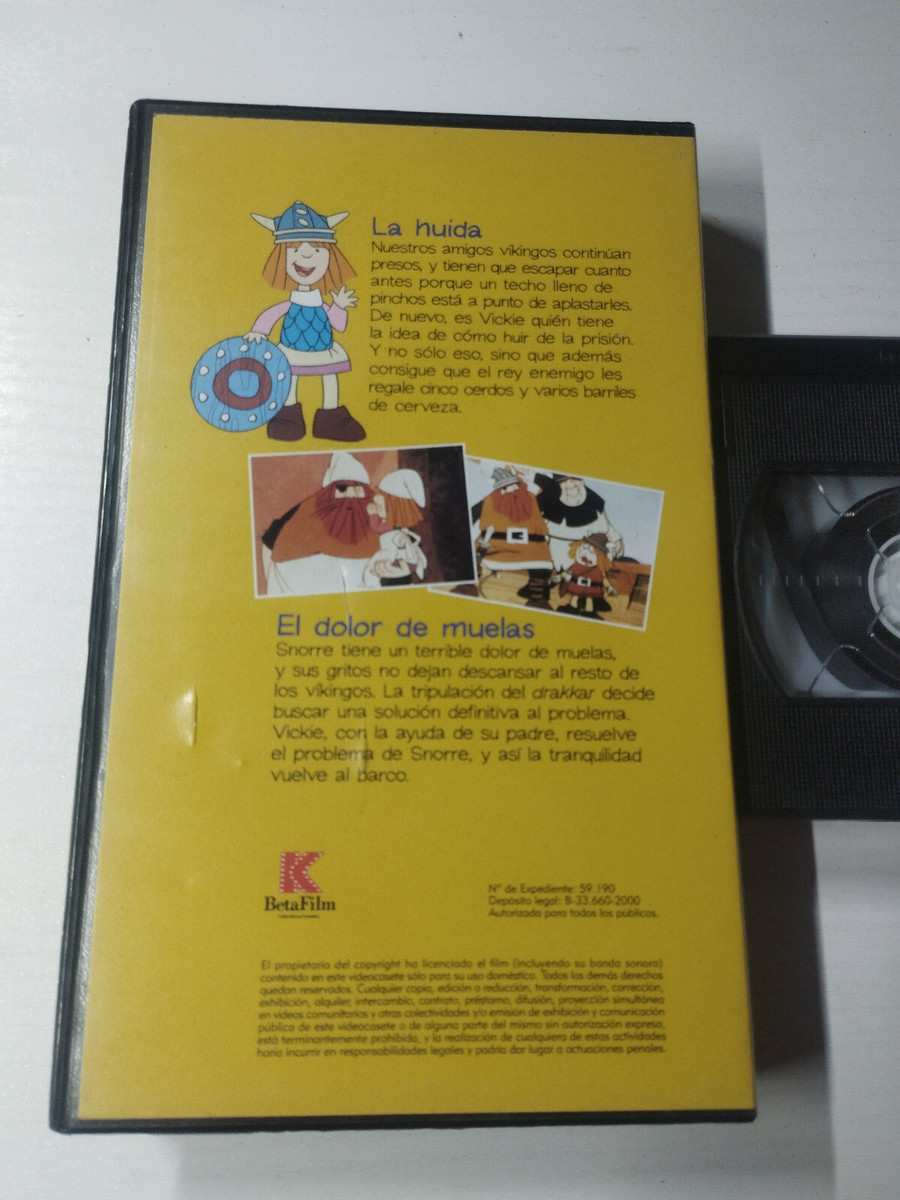 La huida
Nuestros amigos vikingos continúan
presos, y tienen que escapar cuanto
antes porque un techo lleno de
pinchos está a punto de aplastarles.
De nuevo, es Vickie quién tiene
la idea de cómo huir de la prisión.
Y no sólo eso, sino que además
consigue que el rey enemigo les
regale cinco cerdos y varios barriles
de cerveza.
El dolor de muelas
Snorre tiene un terrible dolor de muelas,
y sus gritos no dejan descansar al resto de
los vikingos. La tripulación del drakkar decide
buscar una solución definitiva al problema.
Vickie, con la ayuda de su padre, resuelve
el problema de Snorre, y así la tranquilidad
vuelve al barco.
K
BetaFilm
Nº de Expediente: 59.190
Depósito legal: B-33.660-2000
Autorizada para todos los públicos.
El propietario del copyright ha licenciado el film (incluyendo su banda sonora)
contenido en este videocasete sólo para su uso doméstico. Todos los demás derechos
quedan reservados. Cualquier copia, edición o reducción, transformación, corrección,
exhibición, alquiler, intercambio, contrato, préstamo, difusión, proyección simultánea
en videos comunitarios y otras colectividades y/o emisión de exhibición y comunicación
pública de este videocasete o de alguna parte del mismo sin autorización expresa,
está terminantemente prohibida, y la realización de cualquiera de estas actividades
haría incurrir en responsabilidades legales y podría dar lugar a actuaciones penales.